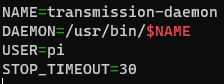 NAME=transmission-daemon
DAEMON=/usr/bin/$NAME
USER=pi
STOP_TIMEOUT=30